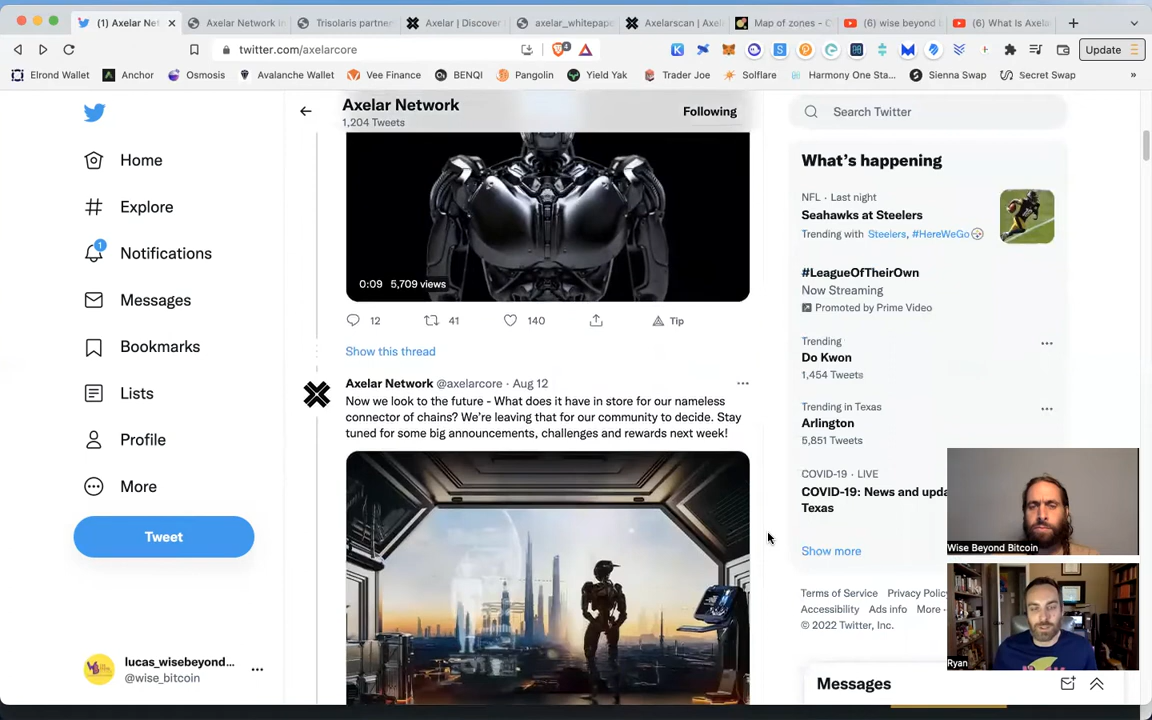 (1) Axelar Net
Axelar Network in
Trisolaris partner
Axelar | Discover
axelar_whitepape
Axelarscan | Axel
Map of zones - C
(6) wise beyond
(6) What Is Axela
twitter.com/axelarcore
4
Update
Elrond Wallet
Anchor
Osmosis
Avalanche Wallet
Vee Finance
BENQI
Pangolin
Yield Yak
Trader Joe
Solflare
Harmony One Sta...
Sienna Swap
Secret Swap
»
Home
Explore
1
Notifications
Messages
Bookmarks
Lists
Profile
More
Tweet
lucas_wisebeyond...
@wise_bitcoin
Axelar Network
1,204 Tweets
Following
0:09 5,709 views
12
41
140
Tip
Show this thread
Axelar Network @axelarcore · Aug 12
Now we look to the future - What does it have in store for our nameless
connector of chains? We're leaving that for our community to decide. Stay
tuned for some big announcements, challenges and rewards next week!
Search Twitter
What's happening
NFL · Last night
Seahawks at Steelers
Trending with Steelers, #HereWeGo
#LeagueOfTheirOwn
Now Streaming
Promoted by Prime Video
Trending
Do Kwon
1,454 Tweets
Trending in Texas
Arlington
5,851 Tweets
COVID-19 · LIVE
COVID-19: News and upda
Texas
Show more
Terms of Service Privacy Policy
Accessibility Ads info More
© 2022 Twitter, Inc.
Messages
Wise Beyond Bitcoin
Ryan